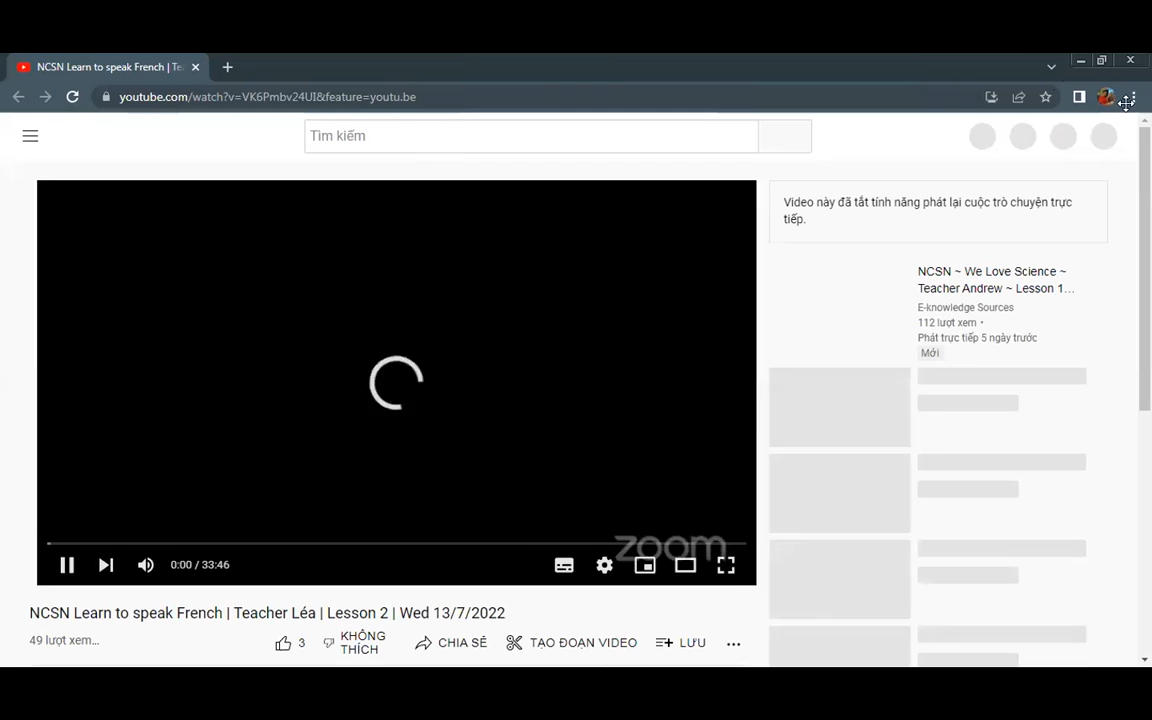 NCSN Learn to speak French | Te
youtube.com/watch?v=VK6Pmbv24UI&feature=youtu.be
Tìm kiếm
Video này đã tắt tính năng phát lại cuộc trò chuyện trực
tiếp.
NCSN ~ We Love Science ~
Teacher Andrew ~ Lesson 1...
E-knowledge Sources
112 lượt xem •
Phát trực tiếp 5 ngày trước
Mới
zoom
0:00 / 33:46
NCSN Learn to speak French | Teacher Léa | Lesson 2 | Wed 13/7/2022
49 lượt xem...
3
KHÔNG
THÍCH
CHIA SẺ
TẠO ĐOẠN VIDEO
LƯU